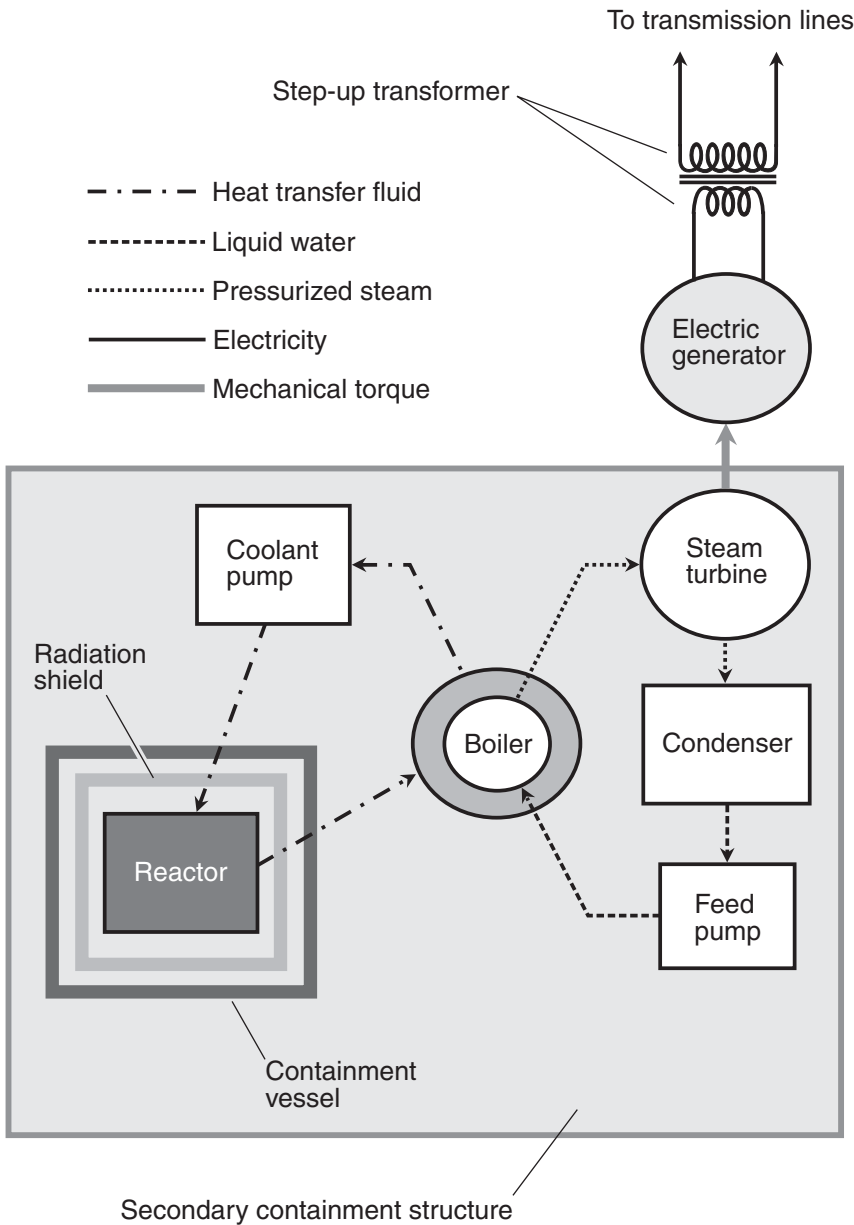 To transmission lines
Step-up transformer
Heat transfer fluid
Liquid water
Pressurized steam
Electricity
Mechanical torque
Electric
generator
Coolant
pump
Steam
turbine
Radiation
shield
Boiler
Condenser
Reactor
Feed
pump
Containment
vessel
Secondary containment structure